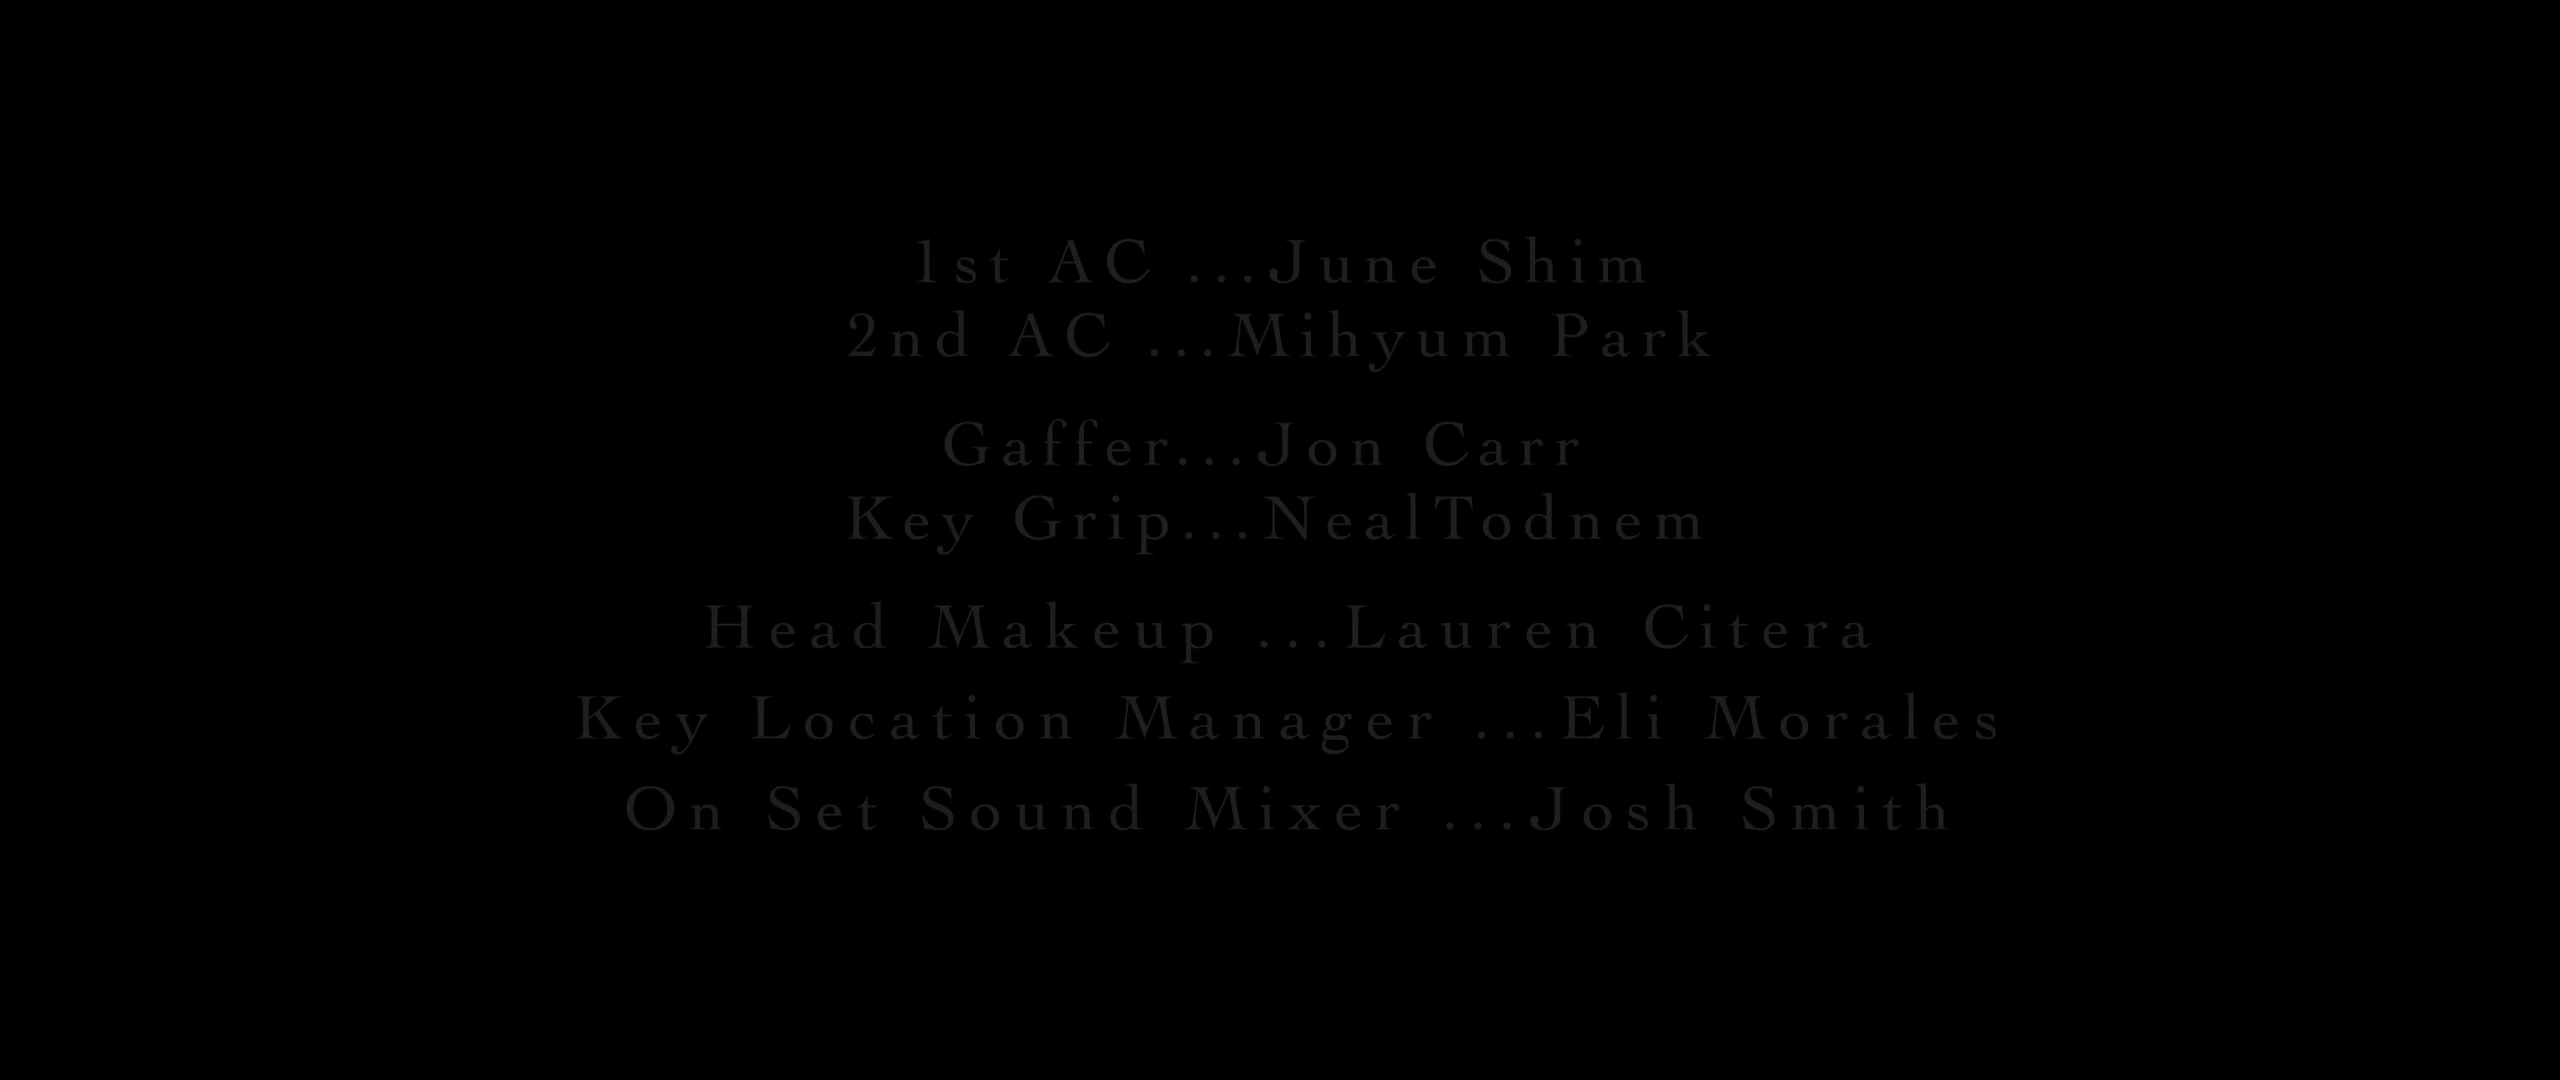 1st AC ...June Shim
2nd AC ...Mihyum Park
Gaffer...Jon Carr
Key Grip...NealTodnem
Head Makeup ...Lauren Citera
Key Location Manager ...Eli Morales
On Set Sound Mixer ...Josh Smith